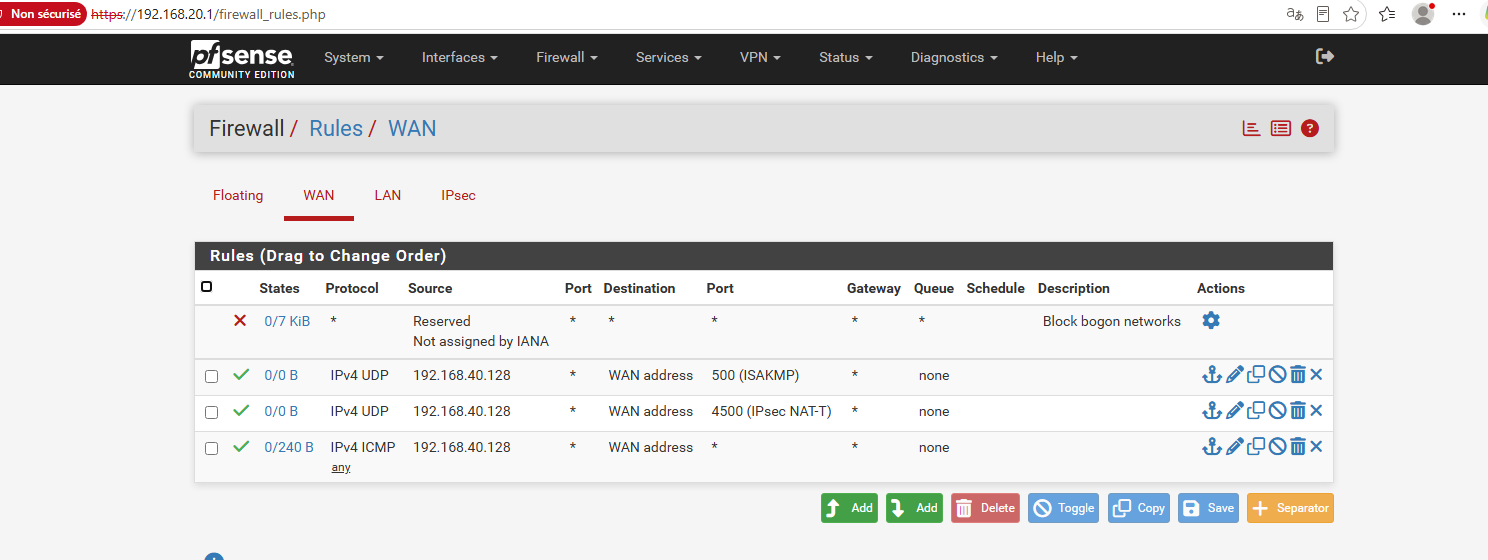 Non sécurisé https://192.168.20.1/firewall_rules.php
pfsense
COMMUNITY EDITION
System Interfaces Firewall Services VPN Status Diagnostics Help
Firewall / Rules / WAN
Floating WAN LAN IPsec
Rules (Drag to Change Order)
States Protocol Source Port Destination Port Gateway Queue Schedule Description Actions
0/7 KiB * Reserved * * * * * Block bogon networks
Not assigned by IANA
0/0 B IPv4 UDP 192.168.40.128 * WAN address 500 (ISAKMP) * none
0/0 B IPv4 UDP 192.168.40.128 * WAN address 4500 (IPsec NAT-T) * none
0/240 B IPv4 ICMP 192.168.40.128 * WAN address * * none
any
Add Add Delete Toggle Copy Save Separator